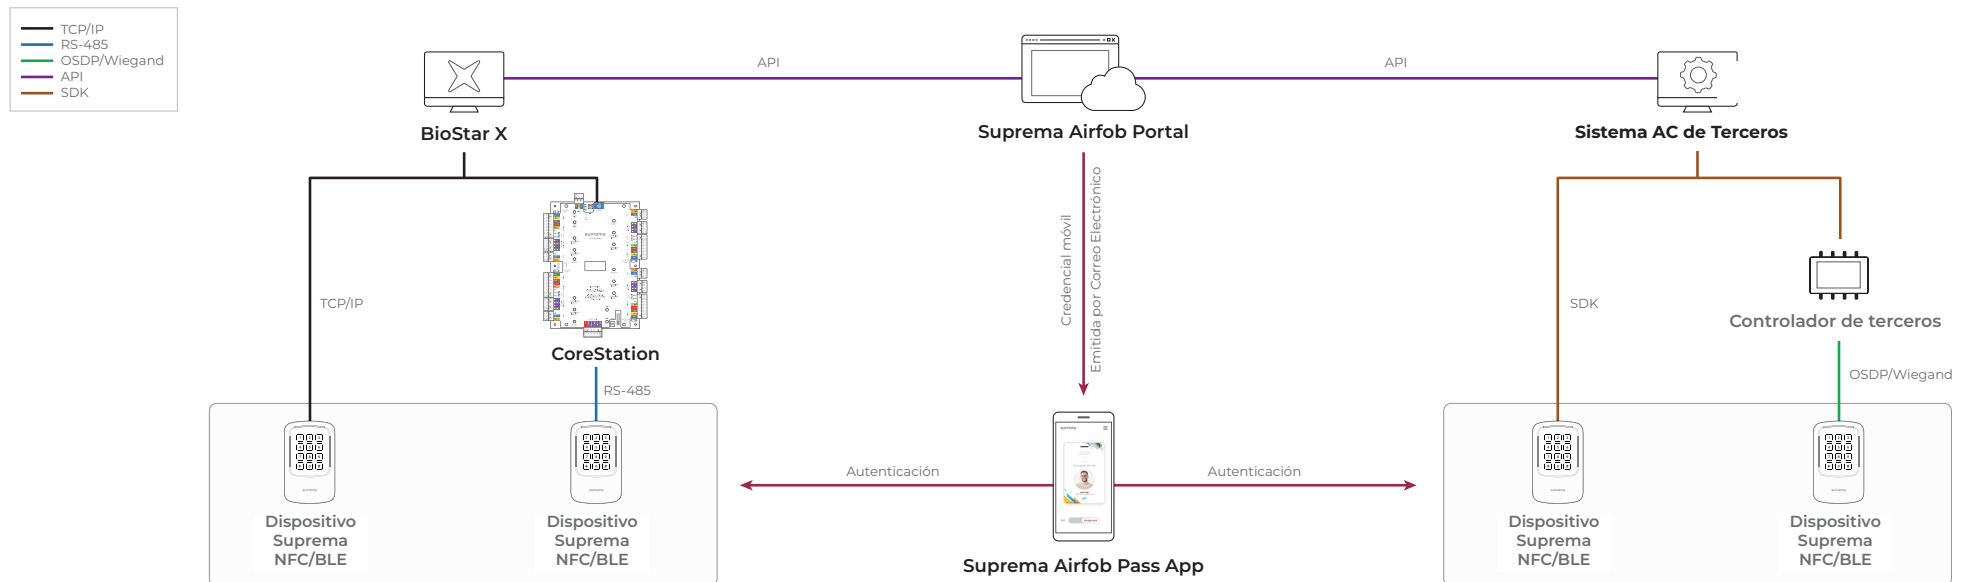 TCP/IP
RS-485
OSDP/Wiegand
API
SDK
API
API
BioStar X
Suprema Airfob Portal
Sistema AC de Terceros
Credencial móvil
Emitida por Correo Electrónico
TCP/IP
CoreStation
RS-485
SDK
Controlador de terceros
OSDP/Wiegand
Autenticación
Autenticación
Dispositivo
Suprema
NFC/BLE
Dispositivo
Suprema
NFC/BLE
Suprema Airfob Pass App
Dispositivo
Suprema
NFC/BLE
Dispositivo
Suprema
NFC/BLE